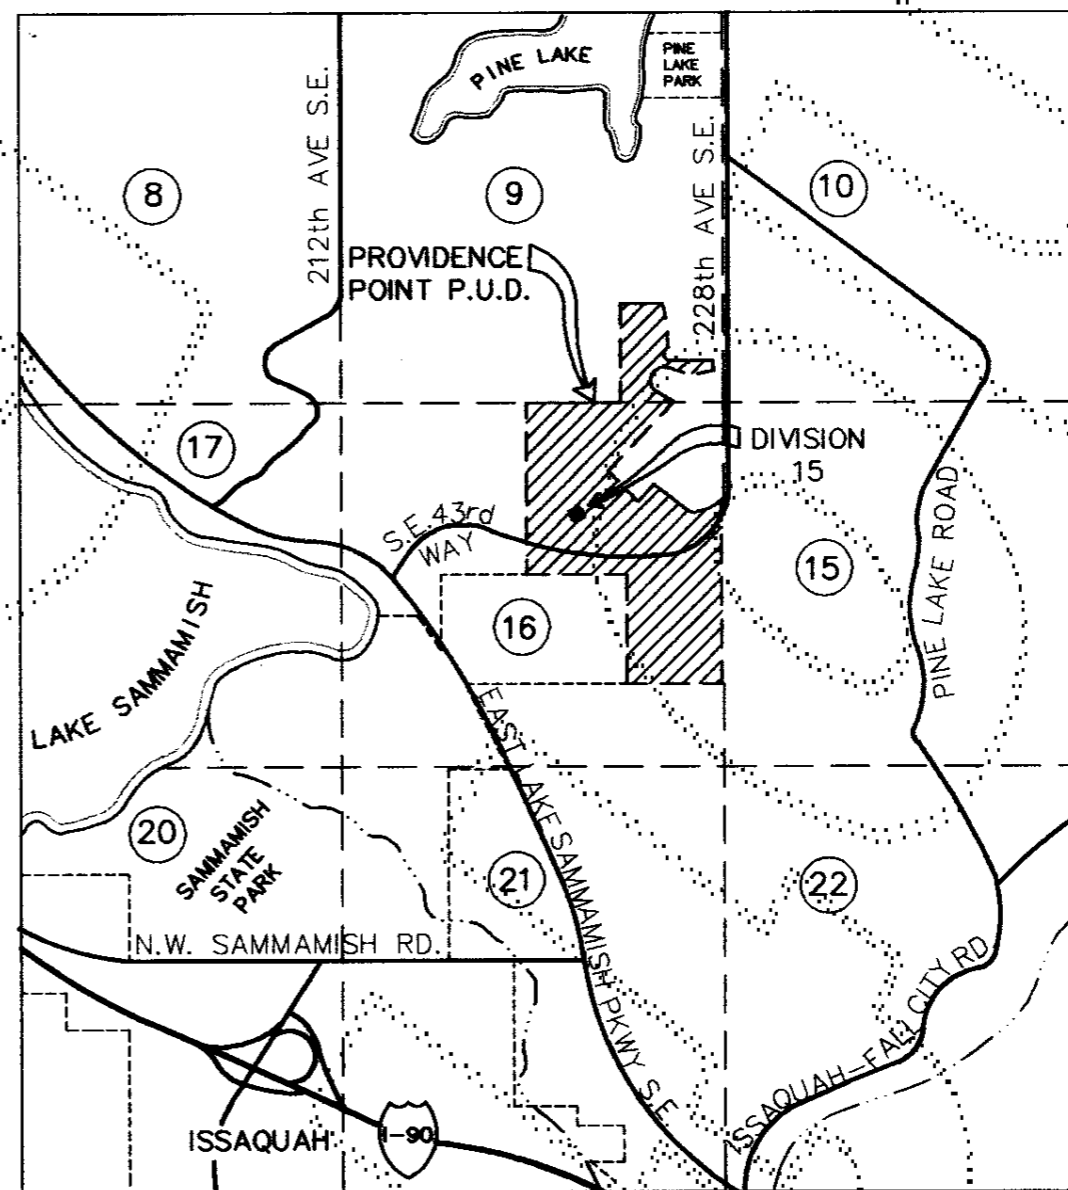 PINE LAKE
PINE
LAKE
PARK
212th AVE S.E.
228th AVE S.E.
8
9
10
PROVIDENCE
POINT P.U.D.
17
DIVISION
15
S.E. 43rd
WAY
15
PINE LAKE ROAD
16
LAKE SAMMAMISH
EAST LAKE SAMMAMISH PKWY S.E.
20
SAMMAMISH
STATE
PARK
21
22
N.W. SAMMAMISH RD.
ISSAQUAH-FALL CITY RD
ISSAQUAH
I-90